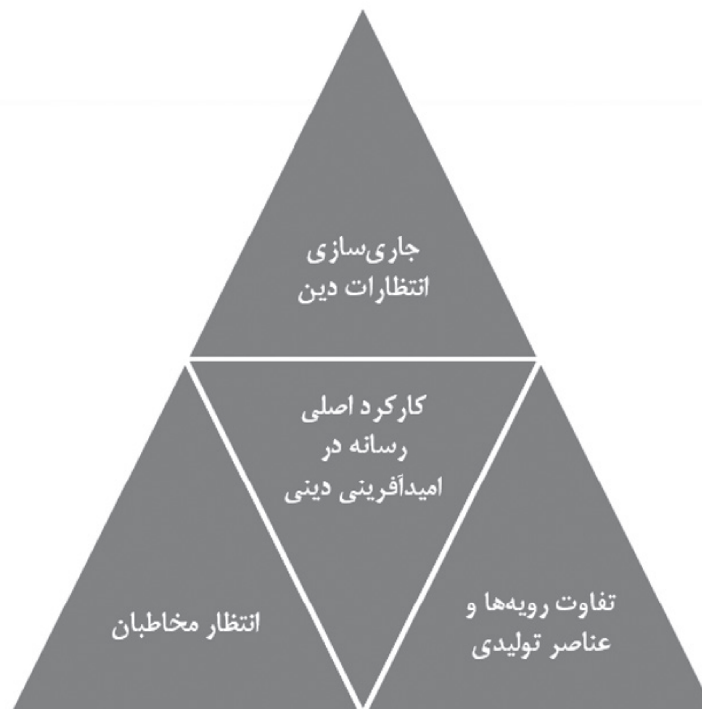 جاری‌سازی
انتظارات دین
کارکرد اصلی
رسانه در
امیدآفرینی دینی
تفاوت رویه‌ها و
عناصر تولیدی
انتظار مخاطبان